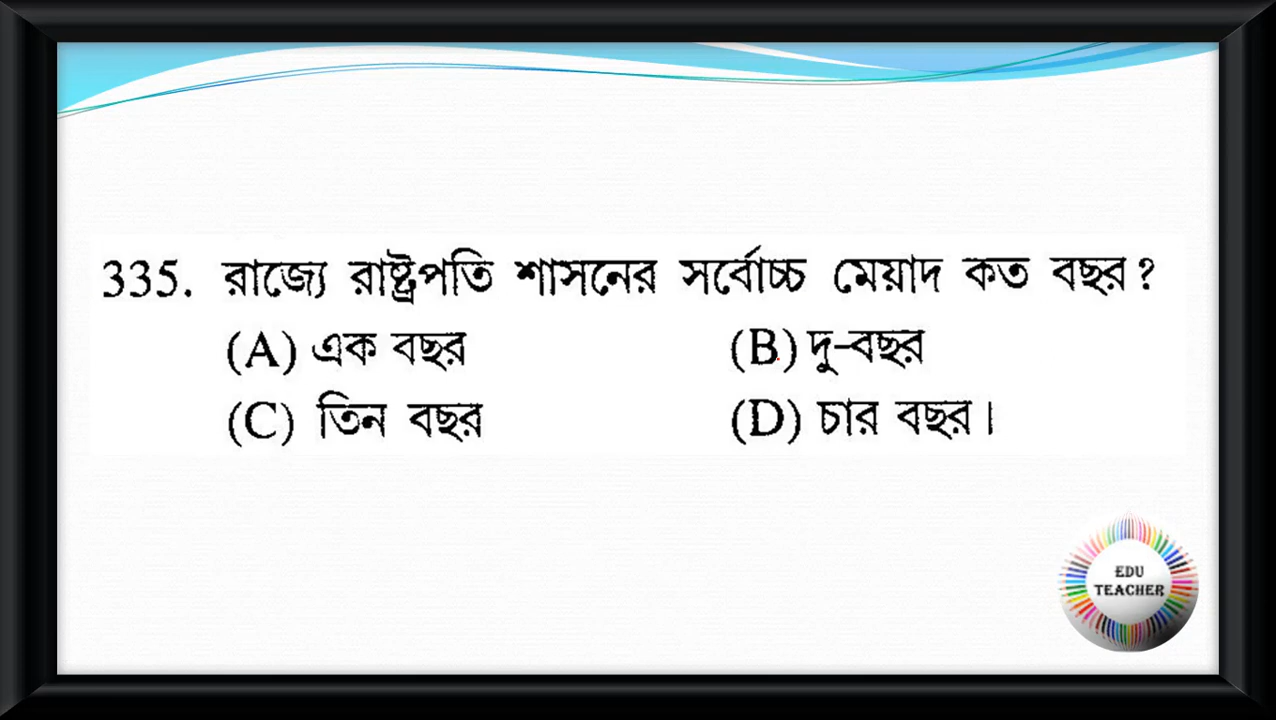 335. রাজ্যে রাষ্ট্রপতি শাসনের সর্বোচ্চ মেয়াদ কত বছর?
(A) এক বছর (B) দু-বছর
(C) তিন বছর (D) চার বছর।
EDU
TEACHER